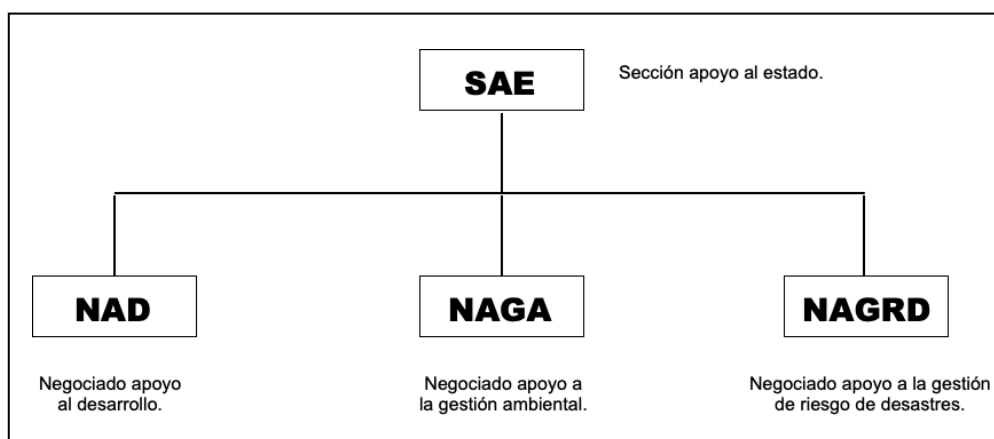 SAE
Sección apoyo al estado.
NAD
NAGA
NAGRD
Negociado apoyo
al desarrollo.
Negociado apoyo a
la gestión ambiental.
Negociado apoyo a la gestión
de riesgo de desastres.